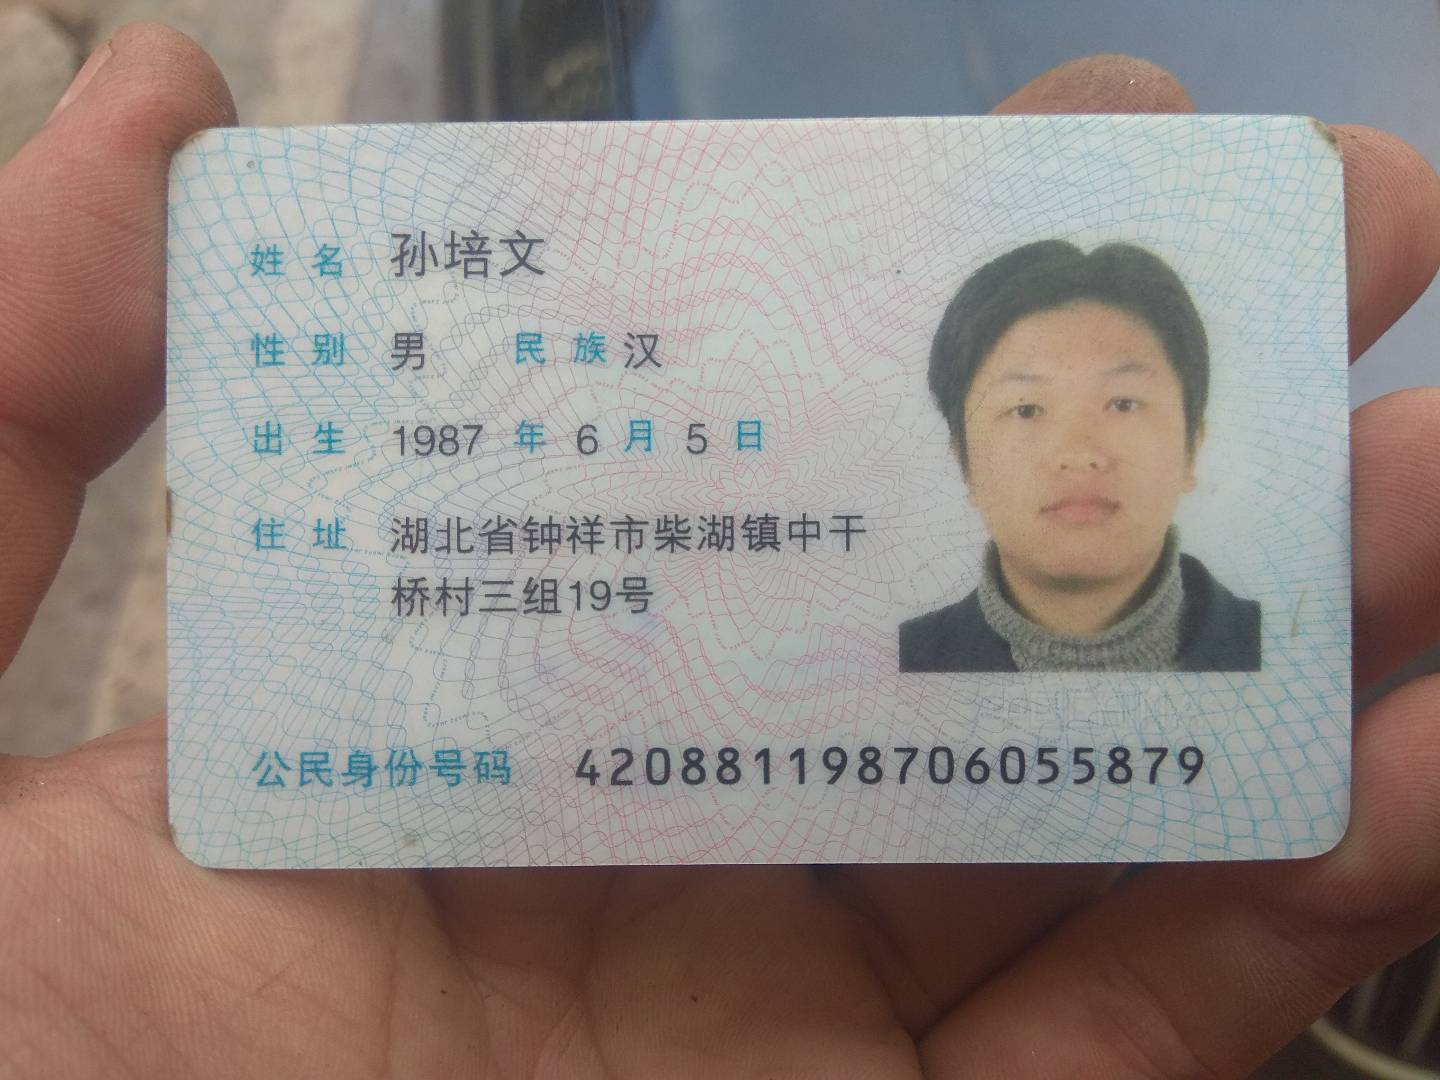 姓名 孙培文
性别 男 民族 汉
出生 1987 年 6 月 5 日
住址 湖北省钟祥市柴湖镇中干
桥村三组19号
公民身份号码 420881198706055879